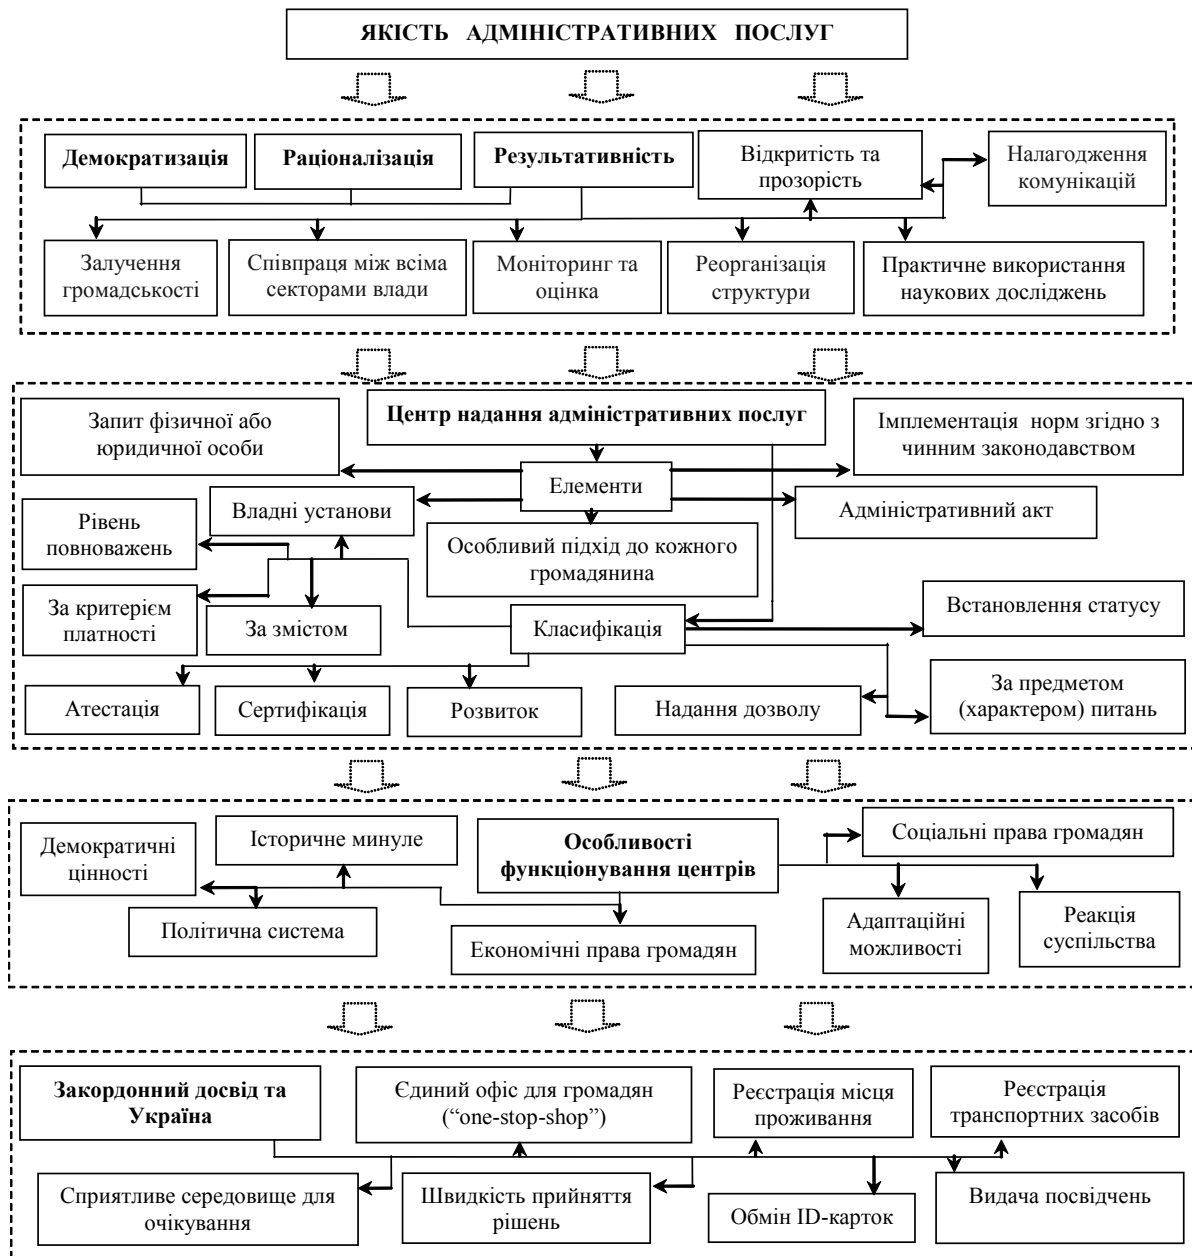 ЯКІСТЬ АДМІНІСТРАТИВНИХ ПОСЛУГ
Демократизація
Раціоналізація
Результативність
Відкритість та
прозорість
Налагодження
комунікацій
Залучення
громадськості
Співпраця між всіма
секторами влади
Моніторинг та
оцінка
Реорганізація
структури
Практичне використання
наукових досліджень
Запит фізичної або
юридичної особи
Центр надання адміністративних послуг
Імплементація норм згідно з
чинним законодавством
Елементи
Владні установи
Адміністративний акт
Рівень
повноважень
Особливий підхід до кожного
громадянина
За критерієм
платності
За змістом
Класифікація
Встановлення статусу
Атестація
Сертифікація
Розвиток
Надання дозволу
За предметом
(характером) питань
Демократичні
цінності
Історичне минуле
Особливості
функціонування центрів
Соціальні права громадян
Політична система
Економічні права громадян
Адаптаційні
можливості
Реакція
суспільства
Закордонний досвід та
Україна
Єдиний офіс для громадян
(“one-stop-shop”)
Реєстрація місця
проживання
Реєстрація
транспортних засобів
Сприятливе середовище для
очікування
Швидкість прийняття
рішень
Обмін ID-карток
Видача посвідчень